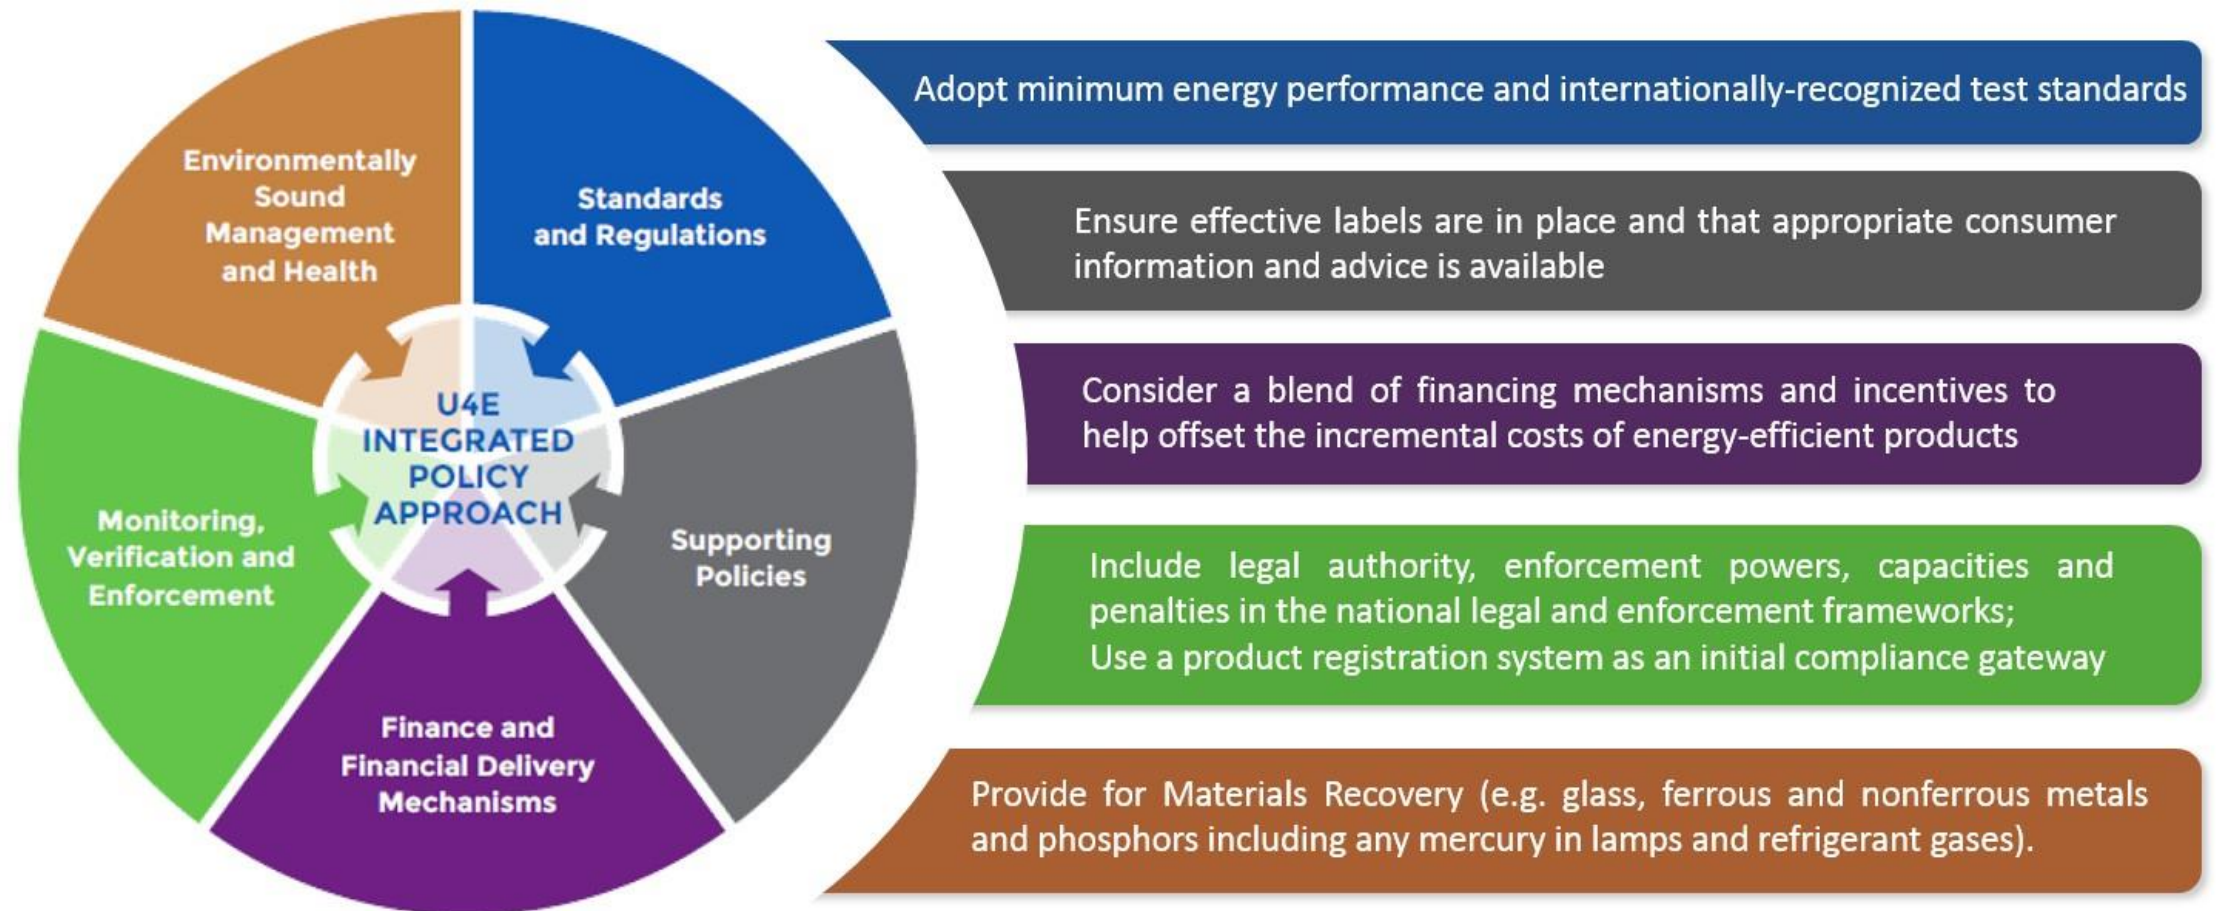 Environmentally
Sound
Management
and Health
Standards
and Regulations
Supporting
Policies
Finance and
Financial Delivery
Mechanisms
Monitoring,
Verification and
Enforcement
U4E
INTEGRATED
POLICY
APPROACH
Adopt minimum energy performance and internationally-recognized test standards
Ensure effective labels are in place and that appropriate consumer
information and advice is available
Consider a blend of financing mechanisms and incentives to
help offset the incremental costs of energy-efficient products
Include legal authority, enforcement powers, capacities and
penalties in the national legal and enforcement frameworks;
Use a product registration system as an initial compliance gateway
Provide for Materials Recovery (e.g. glass, ferrous and nonferrous metals
and phosphors including any mercury in lamps and refrigerant gases).